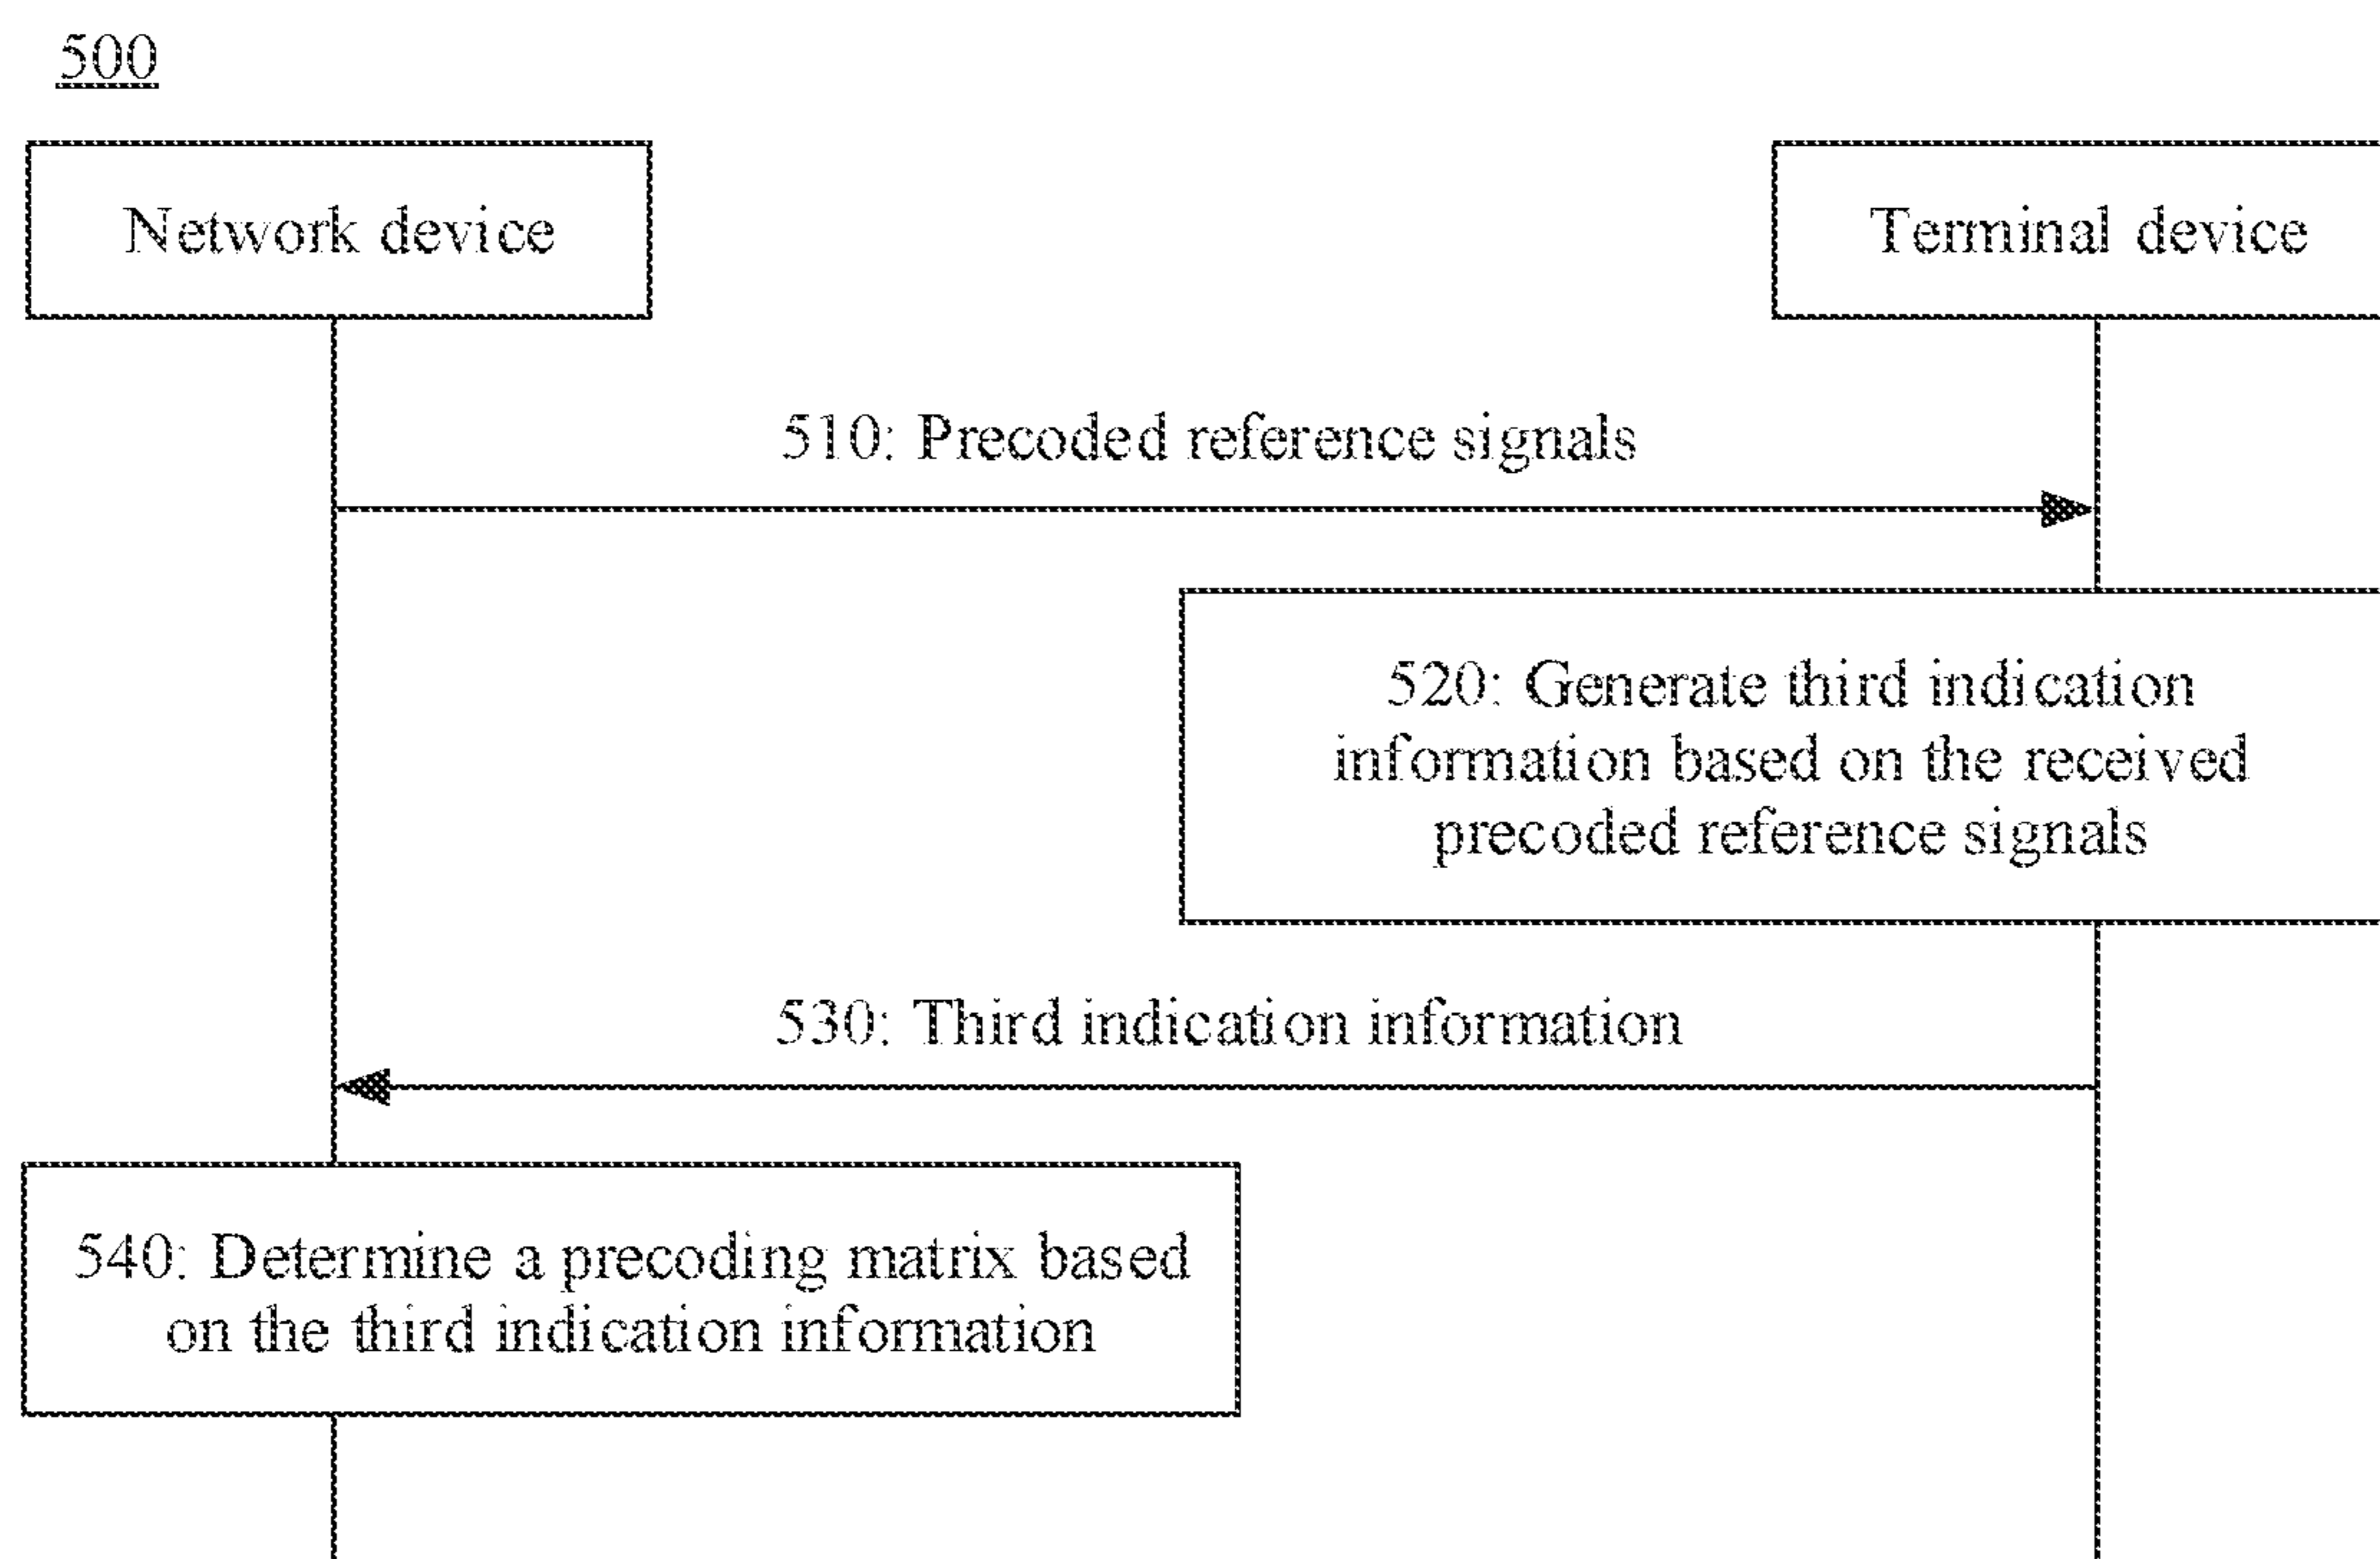 500
Network device
Terminal device
510: Precoded reference signals
520: Generate third indication
information based on the received
precoded reference signals
530: Third indication information
540: Determine a precoding matrix based
on the third indication information